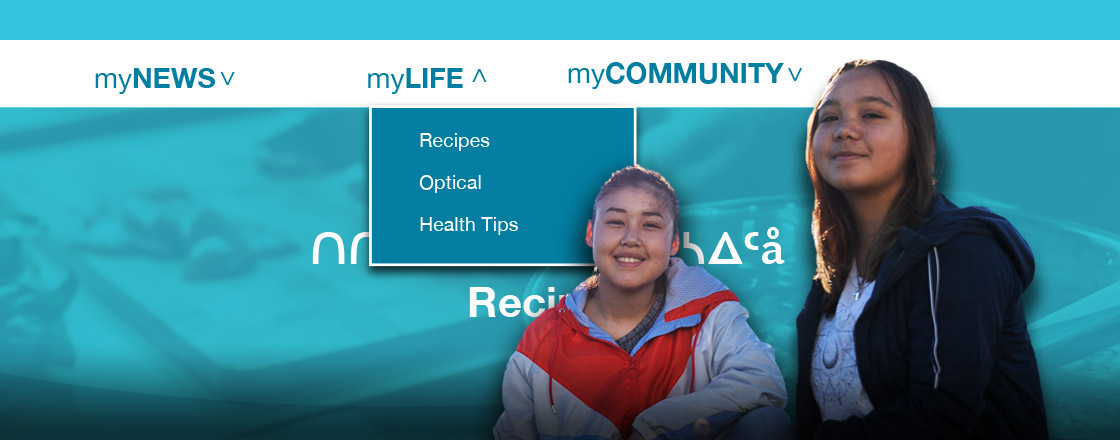 myNEWS ˅
myLIFE ˄
myCOMMUNITY ˅
Recipes
Optical
Health Tips